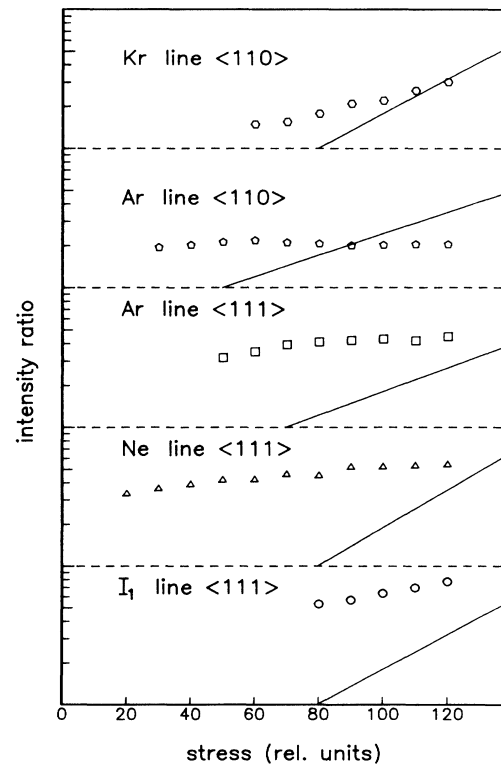 Kr line <110>
Ar line <110>
Ar line <111>
Ne line <111>
I₁ line <111>
intensity ratio
0 20 40 60 80 100 120
stress (rel. units)